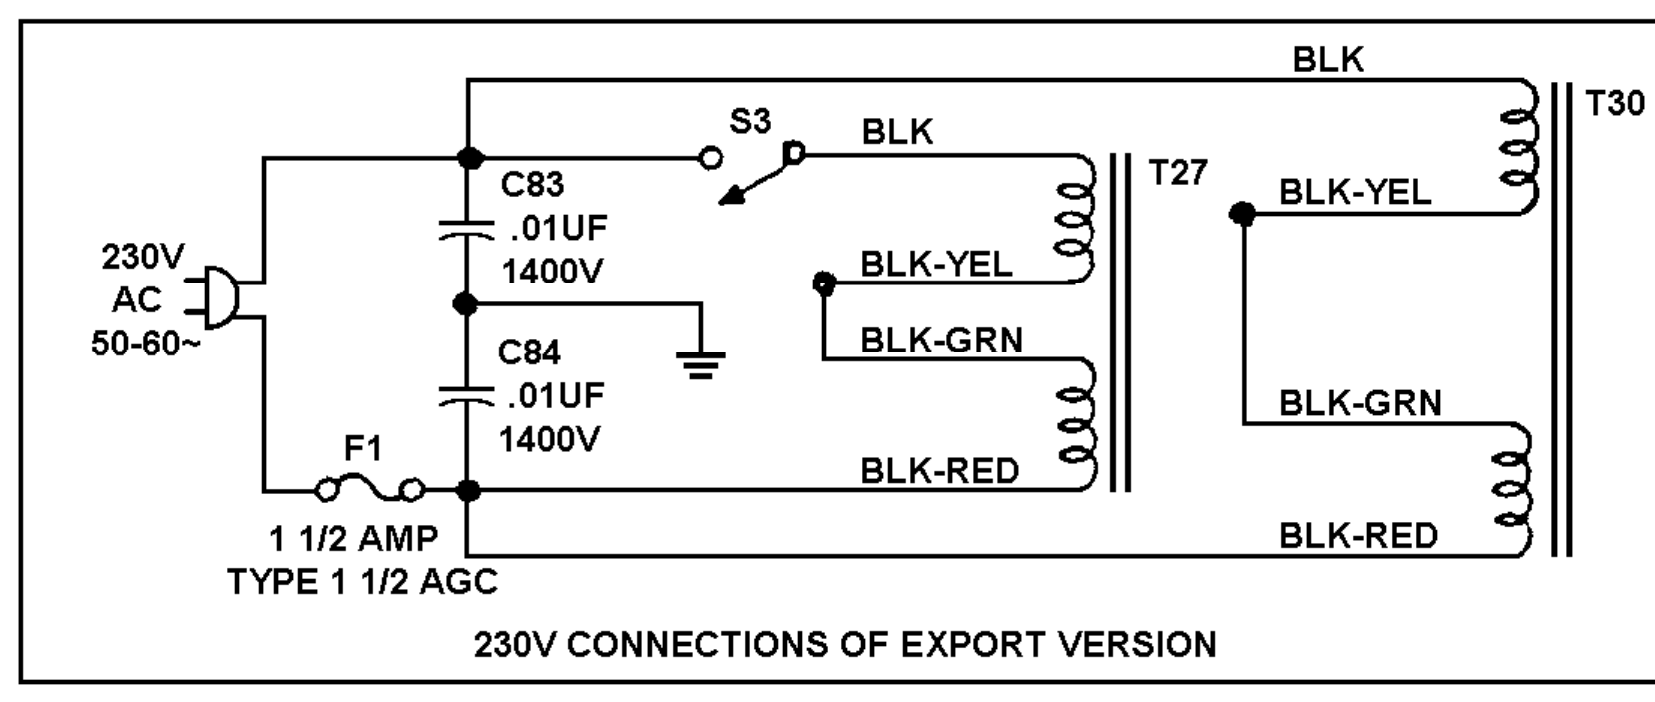 BLK
T30
S3
BLK
T27
C83
.01UF
1400V
BLK-YEL
230V
AC
50-60~
BLK-YEL
BLK-GRN
C84
.01UF
1400V
BLK-GRN
F1
BLK-RED
1 1/2 AMP
TYPE 1 1/2 AGC
BLK-RED
230V CONNECTIONS OF EXPORT VERSION